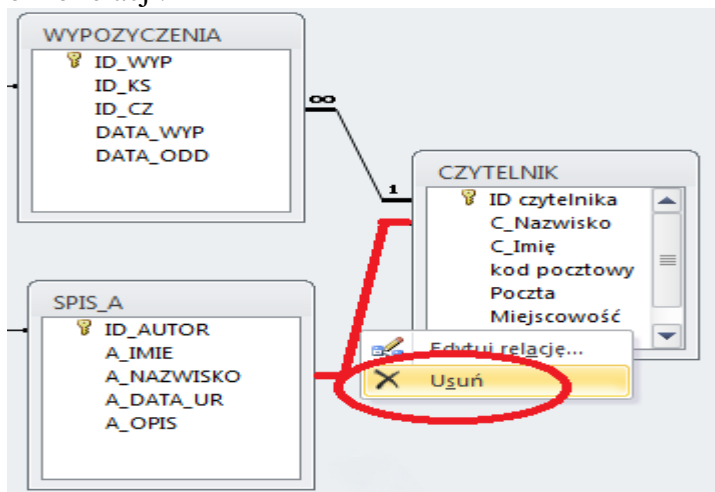 WYPOZYCZENIA
ID_WYP
ID_KS
ID_CZ
DATA_WYP
DATA_ODD
∞
1
CZYTELNIK
ID czytelnika
C_Nazwisko
C_Imię
kod pocztowy
Poczta
Miejscowość
SPIS_A
ID_AUTOR
A_IMIE
A_NAZWISKO
A_DATA_UR
A_OPIS
Edytuj relację...
Usuń